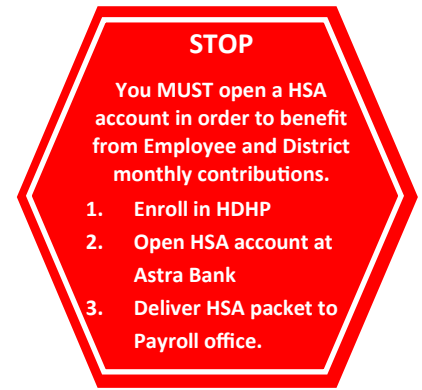 STOP
You MUST open a HSA
account in order to benefit
from Employee and District
monthly contributions.
1. Enroll in HDHP
2. Open HSA account at
Astra Bank
3. Deliver HSA packet to
Payroll office.